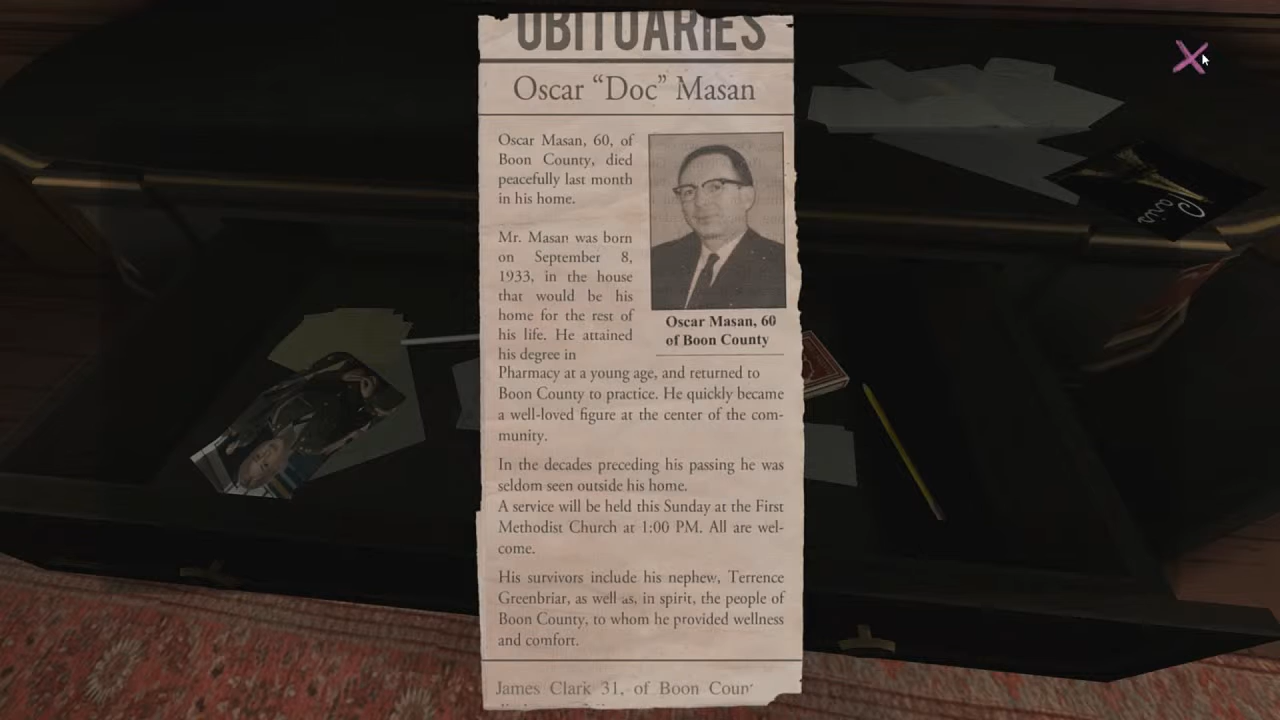 OBITUARIES
Oscar “Doc” Masan
Oscar Masan, 60, of
Boon County, died
peacefully last month
in his home.
Mr. Masan was born
on September 8,
1933, in the house
that would be his
home for the rest of
his life. He attained
his degree in
Oscar Masan, 60
of Boon County
Pharmacy at a young age, and returned to
Boon County to practice. He quickly became
a well-loved figure at the center of the com-
munity.
In the decades preceding his passing he was
seldom seen outside his home.
A service will be held this Sunday at the First
Methodist Church at 1:00 PM. All are wel-
come.
His survivors include his nephew, Terrence
Greenbriar, as well as, in spirit, the people of
Boon County, to whom he provided wellness
and comfort.
James Clark 31, of Boon Coun
Paris